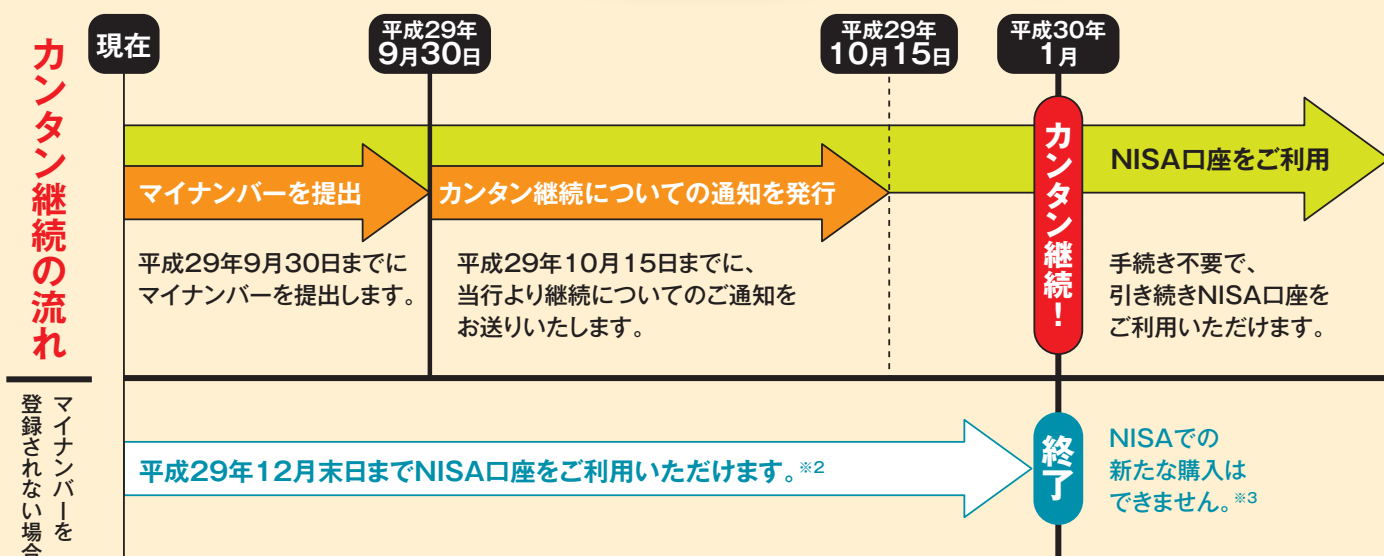 カンタン継続の流れ
現在
平成29年
9月30日
平成29年
10月15日
平成30年
1月
マイナンバーを提出
カンタン継続についての通知を発行
カンタン継続！
NISA口座をご利用
平成29年9月30日までに
マイナンバーを提出します。
平成29年10月15日までに、
当行より継続についてのご通知を
お送りいたします。
手続き不要で、
引き続きNISA口座を
ご利用いただけます。
マイナンバーを
登録されない場合
平成29年12月末日までNISA口座をご利用いただけます。※2
終了
NISAでの
新たな購入は
できません。※3